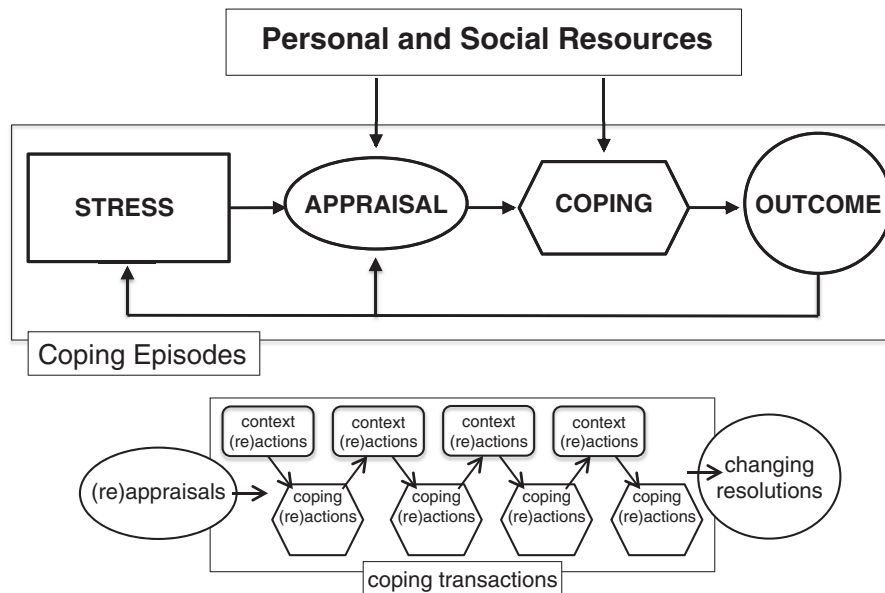 Personal and Social Resources
STRESS
APPRAISAL
COPING
OUTCOME
Coping Episodes
context
(re)actions
context
(re)actions
context
(re)actions
context
(re)actions
(re)appraisals
coping
(re)actions
coping
(re)actions
coping
(re)actions
coping
(re)actions
changing
resolutions
coping transactions